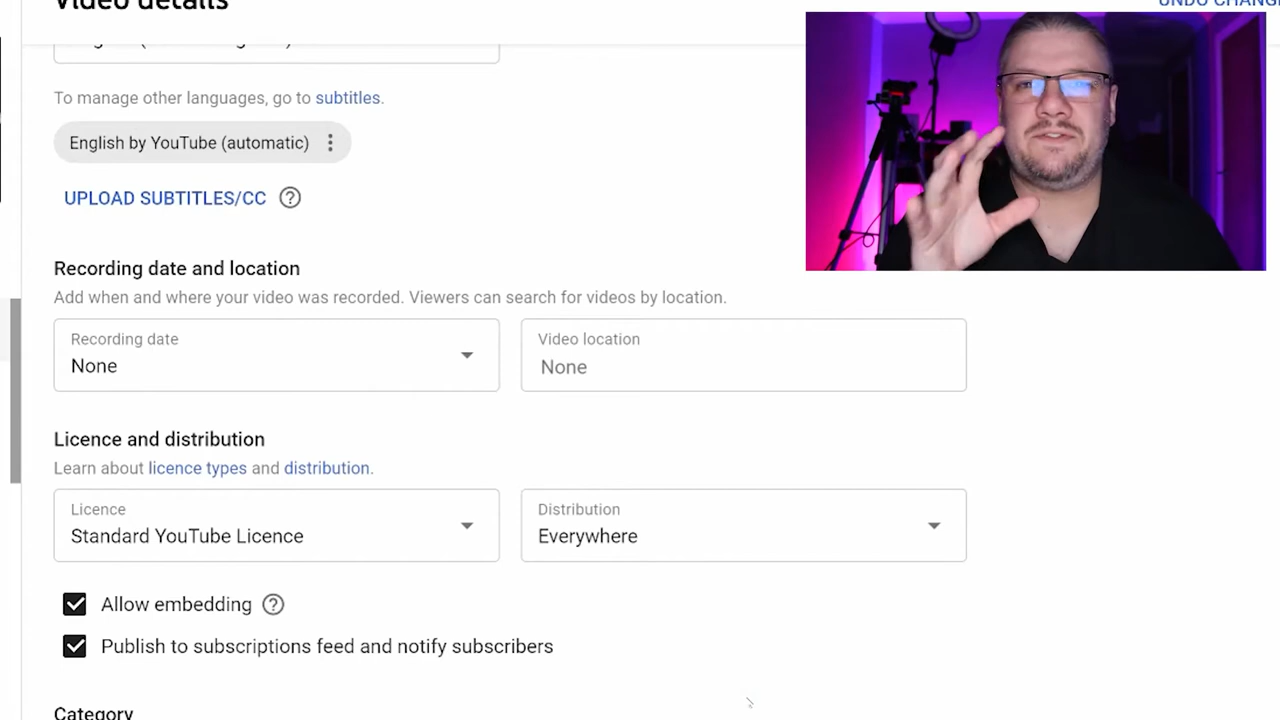 Video details
UNDO CHANG
To manage other languages, go to subtitles.
English by YouTube (automatic)
UPLOAD SUBTITLES/CC
Recording date and location
Add when and where your video was recorded. Viewers can search for videos by location.
Recording date
None
Video location
None
Licence and distribution
Learn about licence types and distribution.
Licence
Standard YouTube Licence
Distribution
Everywhere
Allow embedding
Publish to subscriptions feed and notify subscribers
Category